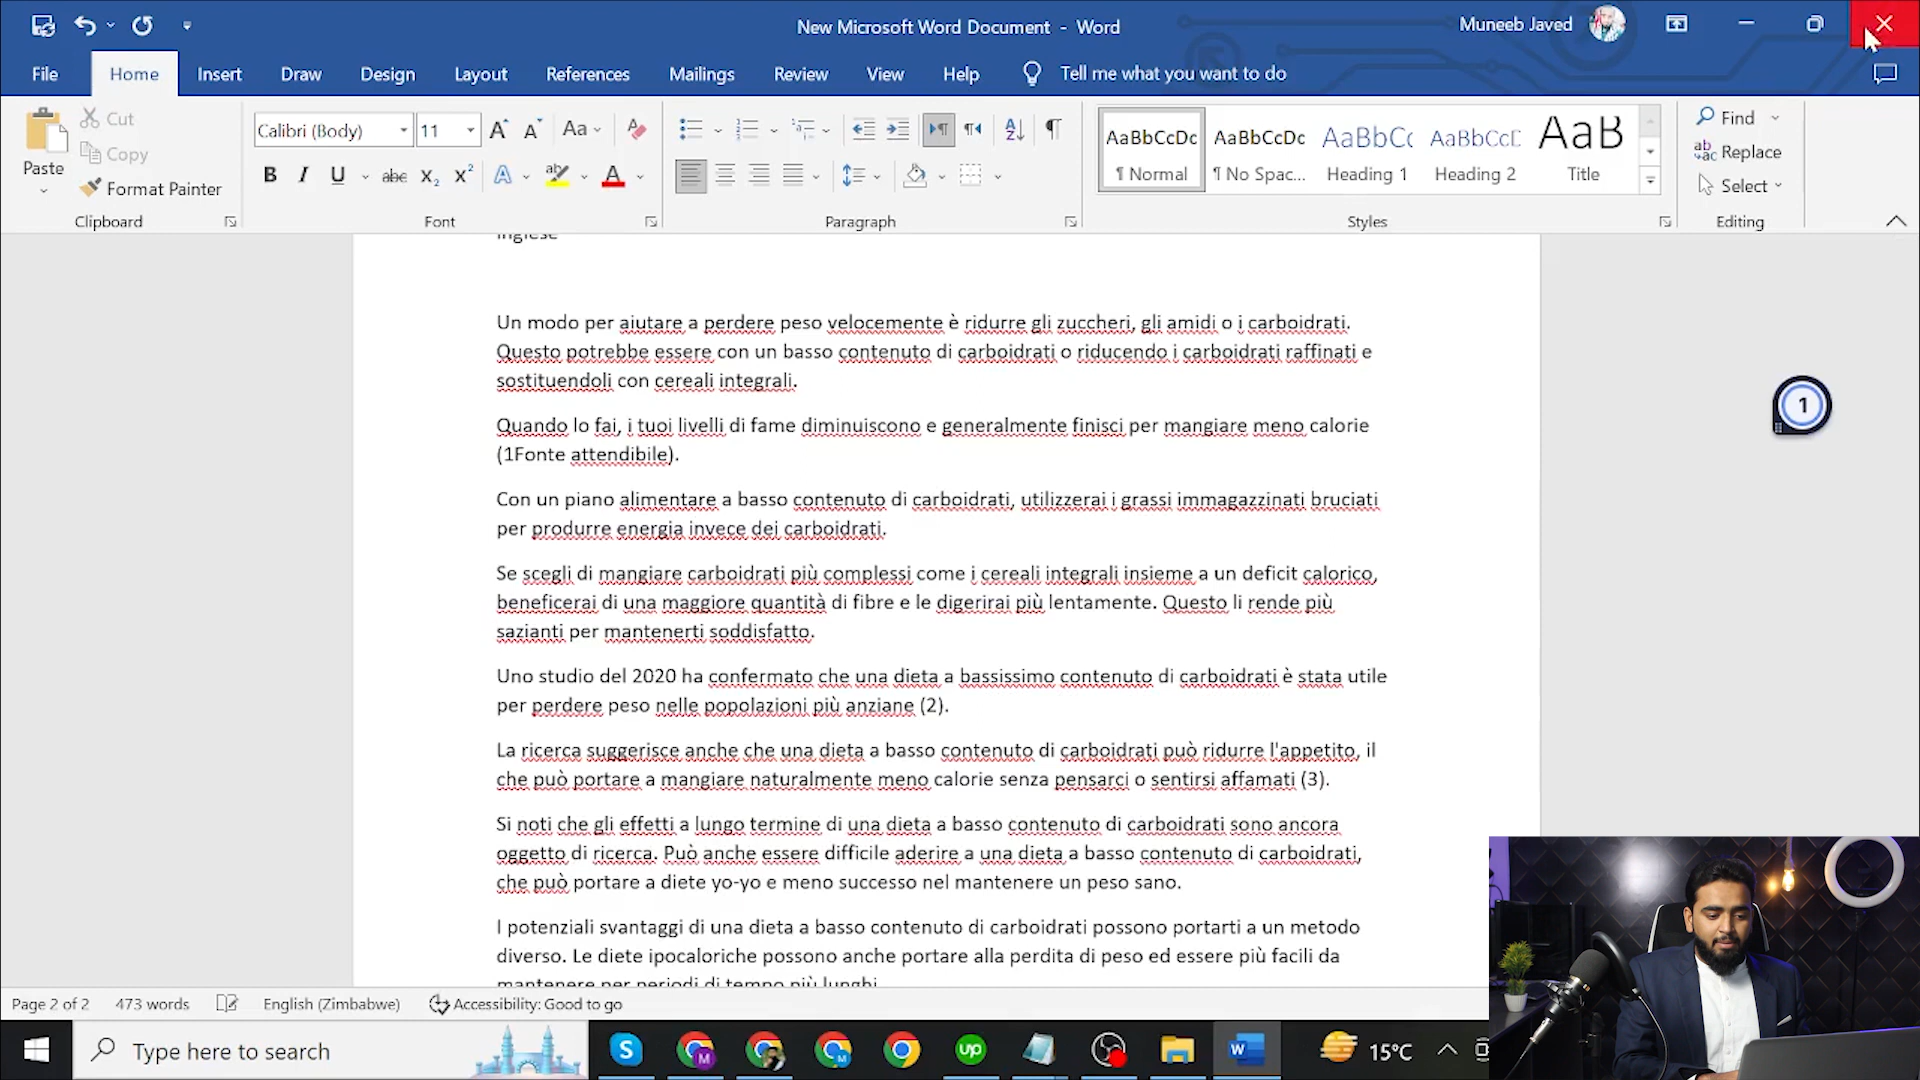 New Microsoft Word Document - Word
Muneeb Javed
File Home Insert Draw Design Layout References Mailings Review View Help Tell me what you want to do
Paste
Cut
Copy
Format Painter
Clipboard
Calibri (Body) 11
Font
Paragraph
AaBbCcDc AaBbCcDc AaBbCc AaBbCcD AaB
¶ Normal ¶ No Spac... Heading 1 Heading 2 Title
Styles
Find
Replace
Select
Editing
inglese
Un modo per aiutare a perdere peso velocemente è ridurre gli zuccheri, gli amidi o i carboidrati.
Questo potrebbe essere con un basso contenuto di carboidrati o riducendo i carboidrati raffinati e
sostituendoli con cereali integrali.
Quando lo fai, i tuoi livelli di fame diminuiscono e generalmente finisci per mangiare meno calorie
(1Fonte attendibile).
Con un piano alimentare a basso contenuto di carboidrati, utilizzerai i grassi immagazzinati bruciati
per produrre energia invece dei carboidrati.
Se scegli di mangiare carboidrati più complessi come i cereali integrali insieme a un deficit calorico,
beneficerai di una maggiore quantità di fibre e le digerirai più lentamente. Questo li rende più
sazianti per mantenerti soddisfatto.
Uno studio del 2020 ha confermato che una dieta a bassissimo contenuto di carboidrati è stata utile
per perdere peso nelle popolazioni più anziane (2).
La ricerca suggerisce anche che una dieta a basso contenuto di carboidrati può ridurre l'appetito, il
che può portare a mangiare naturalmente meno calorie senza pensarci o sentirsi affamati (3).
Si noti che gli effetti a lungo termine di una dieta a basso contenuto di carboidrati sono ancora
oggetto di ricerca. Può anche essere difficile aderire a una dieta a basso contenuto di carboidrati,
che può portare a diete yo-yo e meno successo nel mantenere un peso sano.
I potenziali svantaggi di una dieta a basso contenuto di carboidrati possono portarti a un metodo
diverso. Le diete ipocaloriche possono anche portare alla perdita di peso ed essere più facili da
mantenere per periodi di tempo più lunghi.
1
Page 2 of 2 473 words English (Zimbabwe) Accessibility: Good to go
Type here to search
15°C